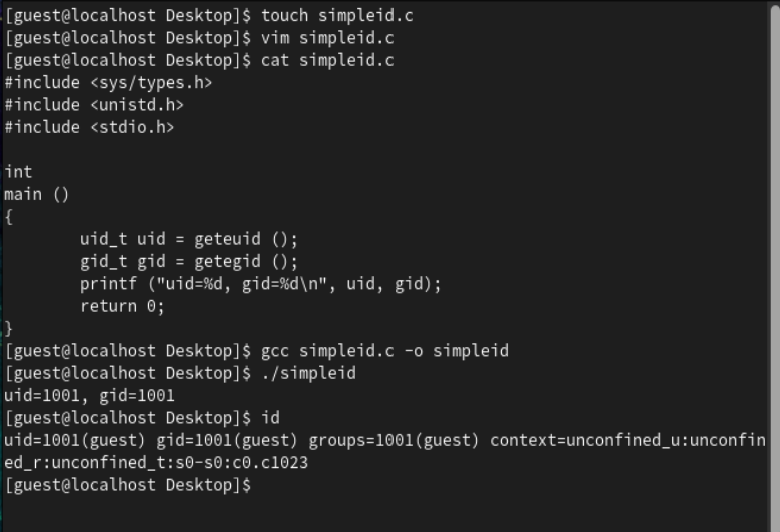 [guest@localhost Desktop]$ touch simpleid.c
[guest@localhost Desktop]$ vim simpleid.c
[guest@localhost Desktop]$ cat simpleid.c
#include <sys/types.h>
#include <unistd.h>
#include <stdio.h>

int
main ()
{
        uid_t uid = geteuid ();
        gid_t gid = getegid ();
        printf ("uid=%d, gid=%d\n", uid, gid);
        return 0;
}
[guest@localhost Desktop]$ gcc simpleid.c -o simpleid
[guest@localhost Desktop]$ ./simpleid
uid=1001, gid=1001
[guest@localhost Desktop]$ id
uid=1001(guest) gid=1001(guest) groups=1001(guest) context=unconfined_u:unconfin
ed_r:unconfined_t:s0-s0:c0.c1023
[guest@localhost Desktop]$